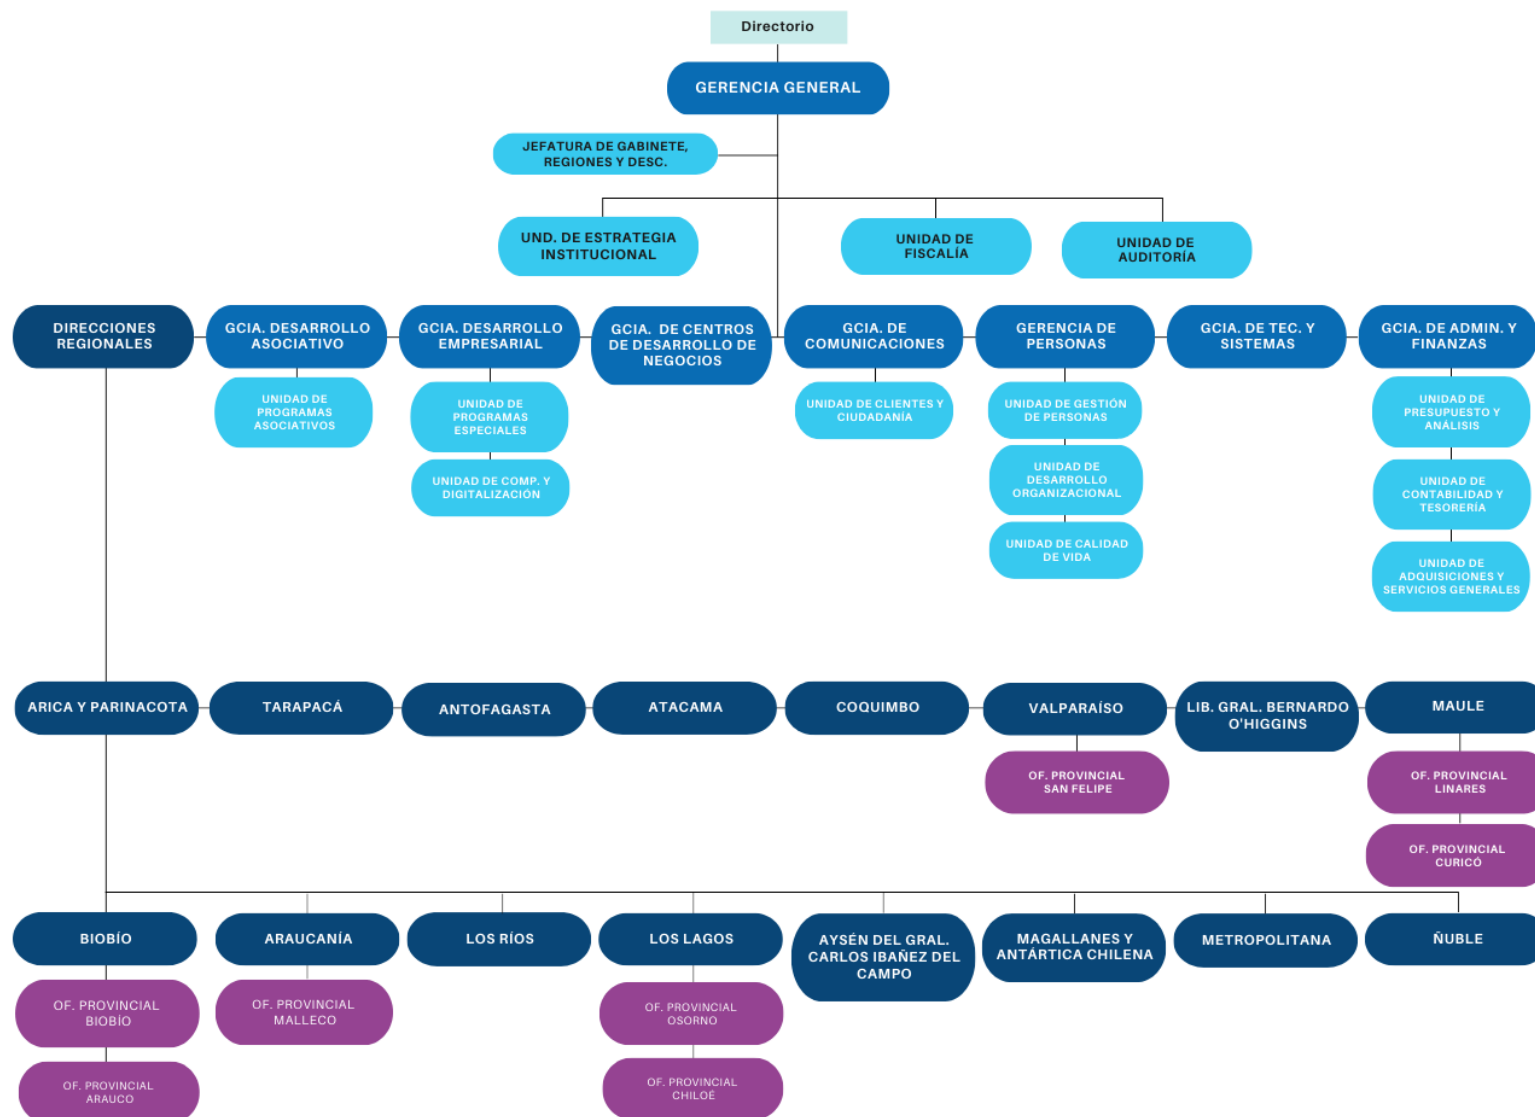 Directorio
GERENCIA GENERAL
JEFATURA DE GABINETE,
REGIONES Y DESC.
UND. DE ESTRATEGIA
INSTITUCIONAL
UNIDAD DE
FISCALÍA
UNIDAD DE
AUDITORÍA
DIRECCIONES
REGIONALES
GCIA. DESARROLLO
ASOCIATIVO
GCIA. DESARROLLO
EMPRESARIAL
GCIA. DE CENTROS
DE DESARROLLO DE
NEGOCIOS
GCIA. DE
COMUNICACIONES
GERENCIA DE
PERSONAS
GCIA. DE TEC. Y
SISTEMAS
GCIA. DE ADMIN. Y
FINANZAS
UNIDAD DE
PROGRAMAS
ASOCIATIVOS
UNIDAD DE
PROGRAMAS
ESPECIALES
UNIDAD DE COMP. Y
DIGITALIZACIÓN
UNIDAD DE CLIENTES Y
CIUDADANÍA
UNIDAD DE GESTIÓN
DE PERSONAS
UNIDAD DE
DESARROLLO
ORGANIZACIONAL
UNIDAD DE CALIDAD
DE VIDA
UNIDAD DE
PRESUPUESTO Y
ANÁLISIS
UNIDAD DE
CONTABILIDAD Y
TESORERÍA
UNIDAD DE
ADQUISICIONES Y
SERVICIOS GENERALES
ARICA Y PARINACOTA
TARAPACÁ
ANTOFAGASTA
ATACAMA
COQUIMBO
VALPARAÍSO
LIB. GRAL. BERNARDO
O'HIGGINS
MAULE
OF. PROVINCIAL
SAN FELIPE
OF. PROVINCIAL
LINARES
OF. PROVINCIAL
CURICÓ
BIOBÍO
ARAUCANÍA
LOS RÍOS
LOS LAGOS
AYSÉN DEL GRAL.
CARLOS IBAÑEZ DEL
CAMPO
MAGALLANES Y
ANTÁRTICA CHILENA
METROPOLITANA
ÑUBLE
OF. PROVINCIAL
BIOBÍO
OF. PROVINCIAL
MALLECO
OF. PROVINCIAL
OSORNO
OF. PROVINCIAL
ARAUCO
OF. PROVINCIAL
CHILOÉ